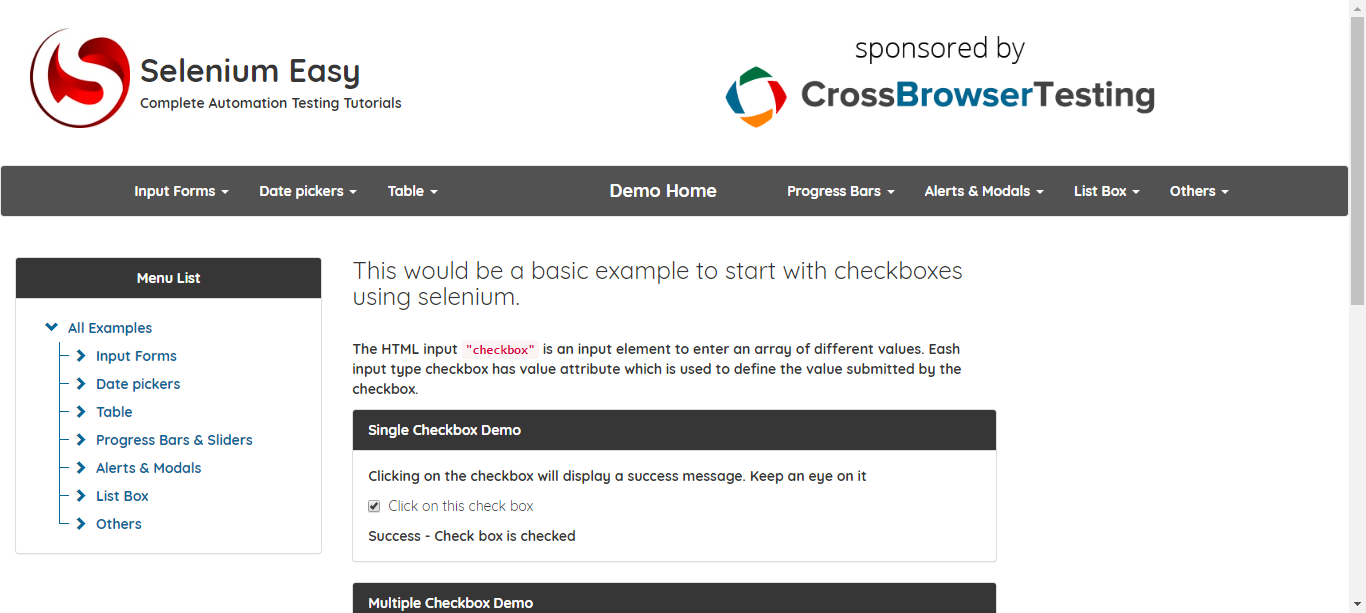 Selenium Easy
Complete Automation Testing Tutorials
sponsored by
CrossBrowserTesting
Input Forms
Date pickers
Table
Demo Home
Progress Bars
Alerts & Modals
List Box
Others
Menu List
All Examples
Input Forms
Date pickers
Table
Progress Bars & Sliders
Alerts & Modals
List Box
Others
This would be a basic example to start with checkboxes
using selenium.
The HTML input "checkbox" is an input element to enter an array of different values. Eash
input type checkbox has value attribute which is used to define the value submitted by the
checkbox.
Single Checkbox Demo
Clicking on the checkbox will display a success message. Keep an eye on it
Click on this check box
Success - Check box is checked
Multiple Checkbox Demo